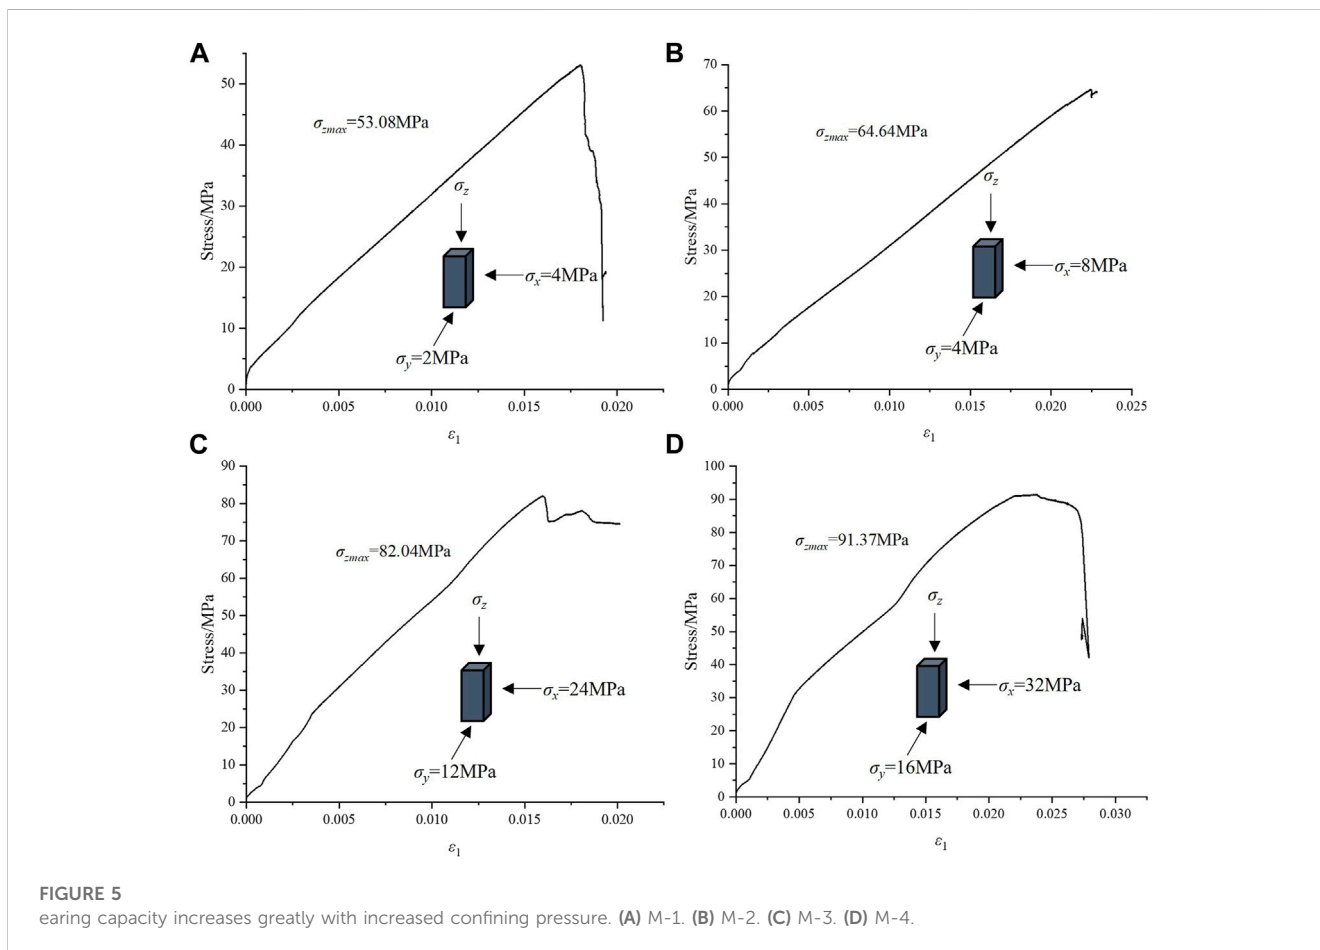 A
σzmax=53.08MPa
Stress/MPa
50
40
30
20
10
0
σz
σx=4MPa
σy=2MPa
0.000 0.005 0.010 0.015 0.020
ε1
B
σzmax=64.64MPa
Stress/MPa
70
60
50
40
30
20
10
0
σz
σx=8MPa
σy=4MPa
0.000 0.005 0.010 0.015 0.020 0.025
ε1
C
σzmax=82.04MPa
Stress/MPa
90
80
70
60
50
40
30
20
10
0
σz
σx=24MPa
σy=12MPa
0.000 0.005 0.010 0.015 0.020
ε1
D
σzmax=91.37MPa
Stress/MPa
100
90
80
70
60
50
40
30
20
10
0
σz
σx=32MPa
σy=16MPa
0.000 0.005 0.010 0.015 0.020 0.025 0.030
ε1
FIGURE 5
earing capacity increases greatly with increased confining pressure. (A) M-1. (B) M-2. (C) M-3. (D) M-4.